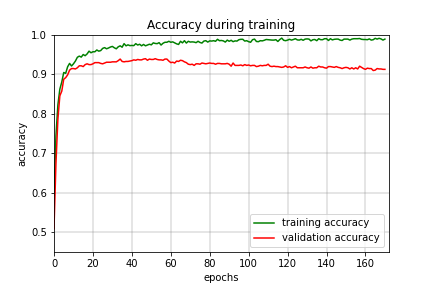 Accuracy during training
1.0
0.9
0.8
0.7
0.6
0.5
accuracy
0 20 40 60 80 100 120 140 160
epochs
training accuracy
validation accuracy